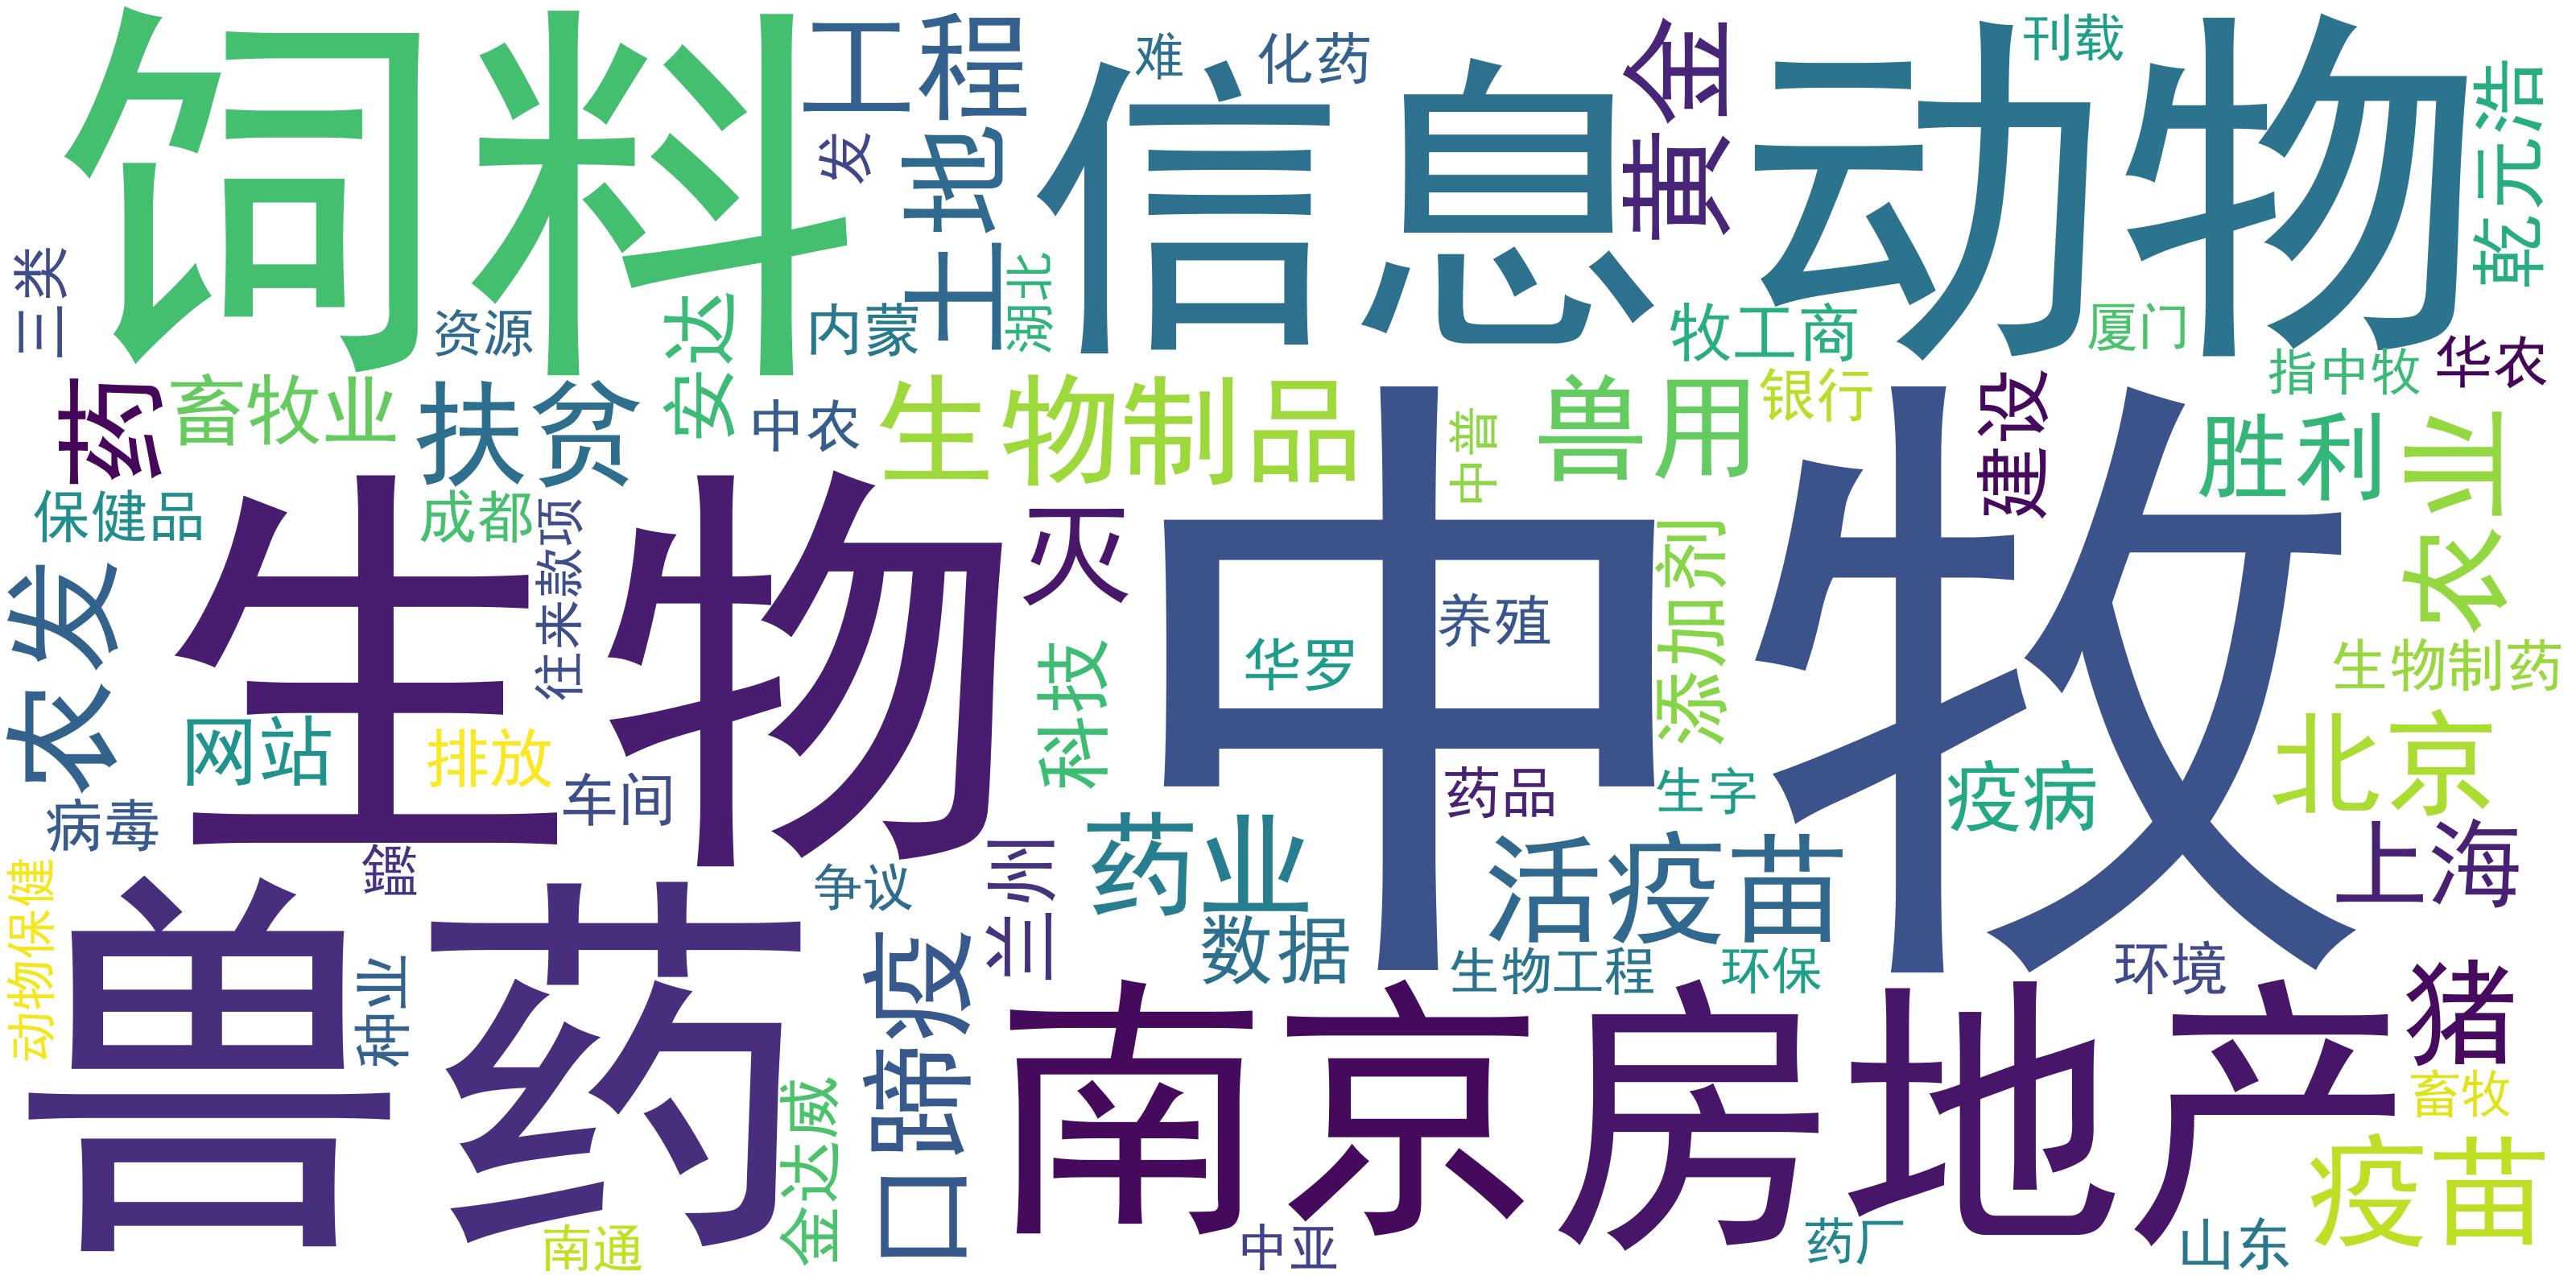 饲料
工程
难
化药
信息
黄金
动物
刊载
乾元浩
发
土地
三类
资源
安达
内蒙
湖北
牧工商
厦门
指中牧
华农
药
畜牧业
扶贫
中农
生物制品
中普
兽用
银行
建设
胜利
农业
保健品
成都
往来款项
生物
灭
中牧
养殖
添加剂
华罗
科技
生物制药
农发
网站
排放
车间
药品
生字
疫病
北京
病毒
鑑
争议
兰州
药业
活疫苗
上海
数据
动物保健
兽药
种业
口蹄疫
生物工程
环保
环境
猪
南京
房地产
畜牧
金达威
疫苗
南通
中亚
药厂
山东